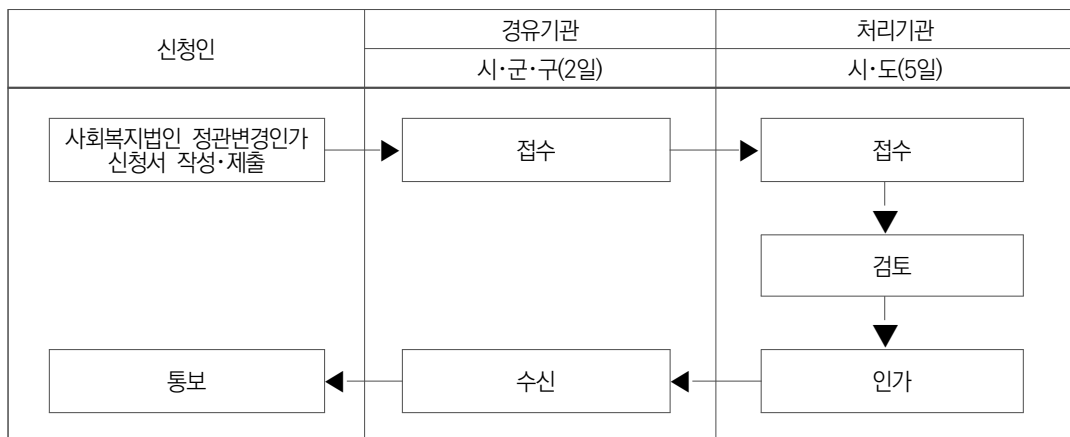 신청인
경유기관
처리기관
시·군·구(2일)
시·도(5일)
사회복지법인 정관변경인가
신청서 작성·제출
접수
접수
검토
통보
수신
인가